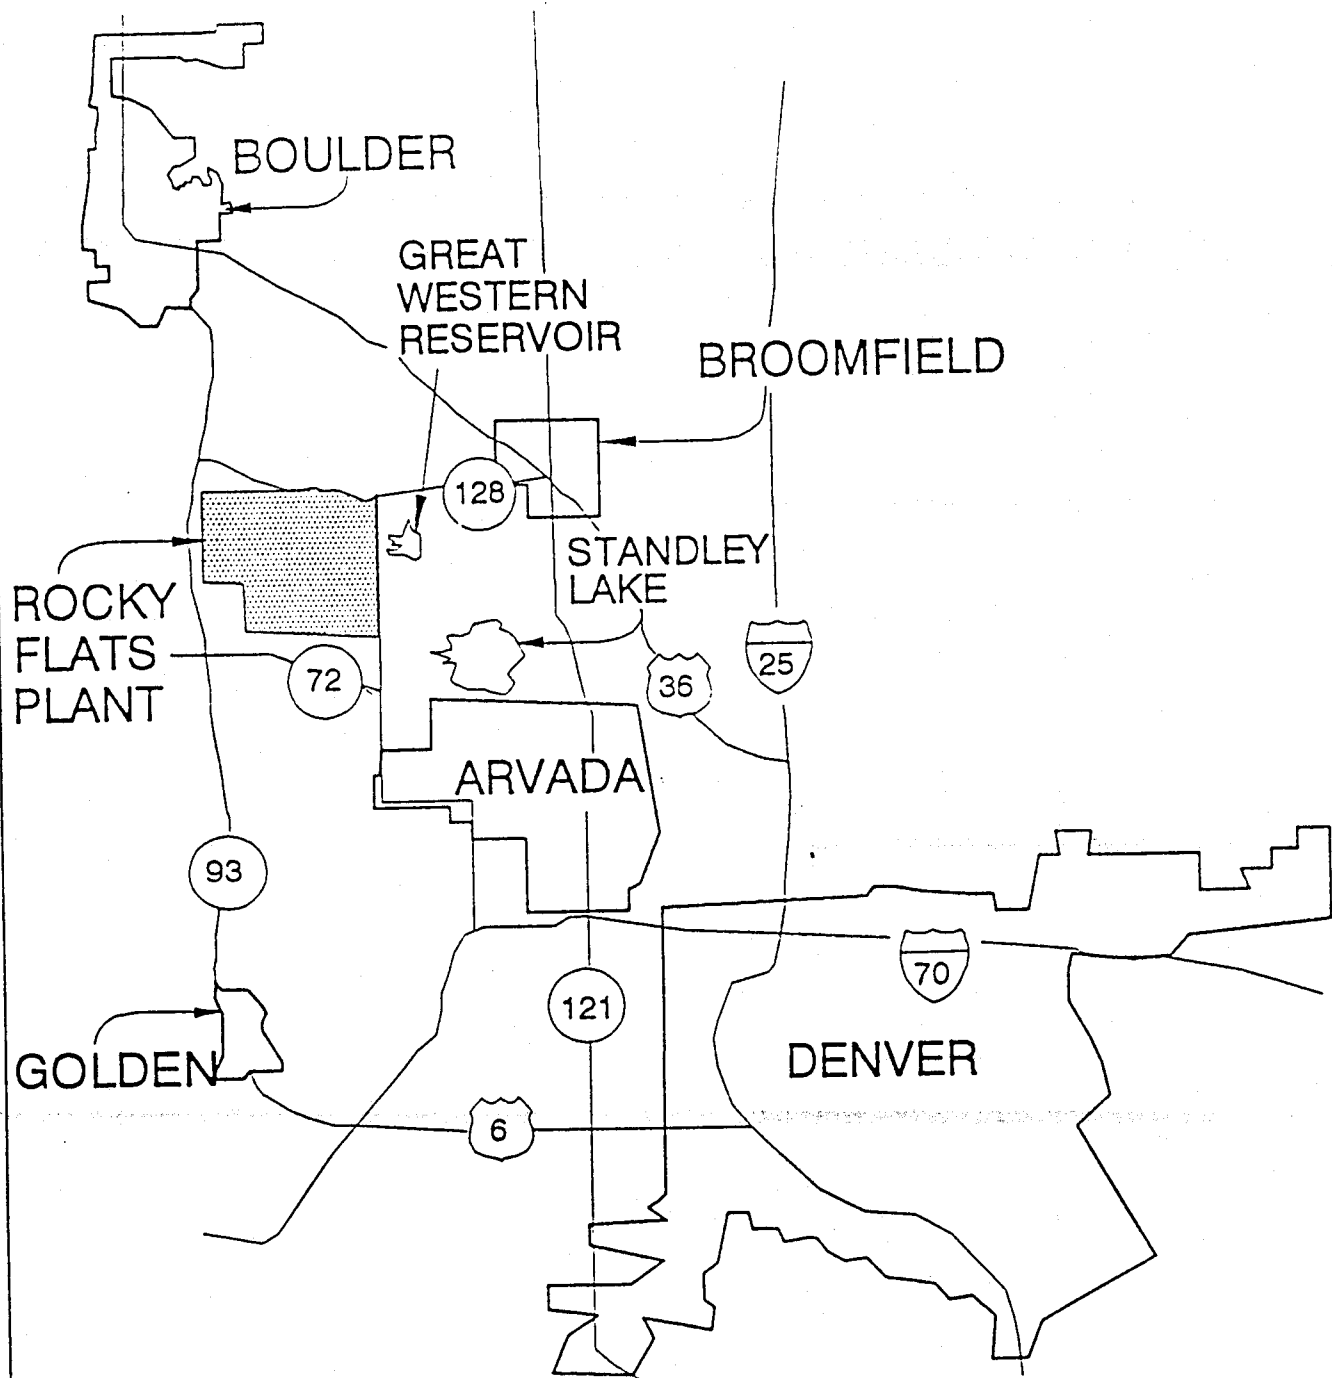 BOULDER
GREAT
WESTERN
RESERVOIR
BROOMFIELD
128
STANDLEY
LAKE
ROCKY
FLATS
PLANT
72
36
25
ARVADA
93
70
121
GOLDEN
DENVER
6